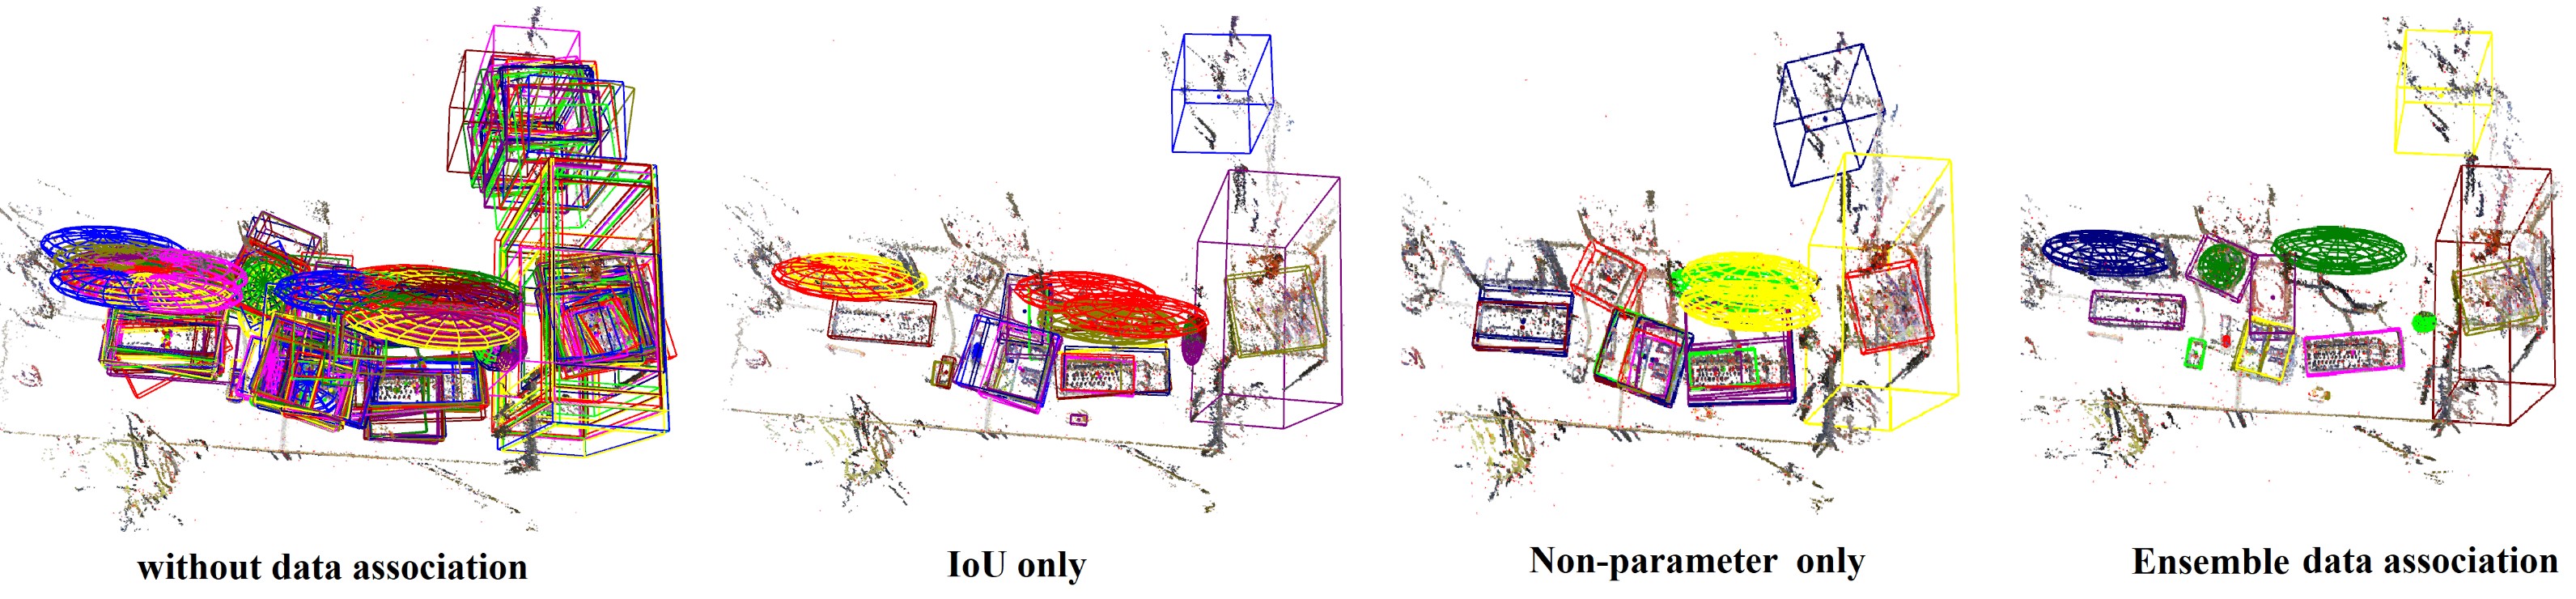 without data association
IoU only
Non-parameter only
Ensemble data association